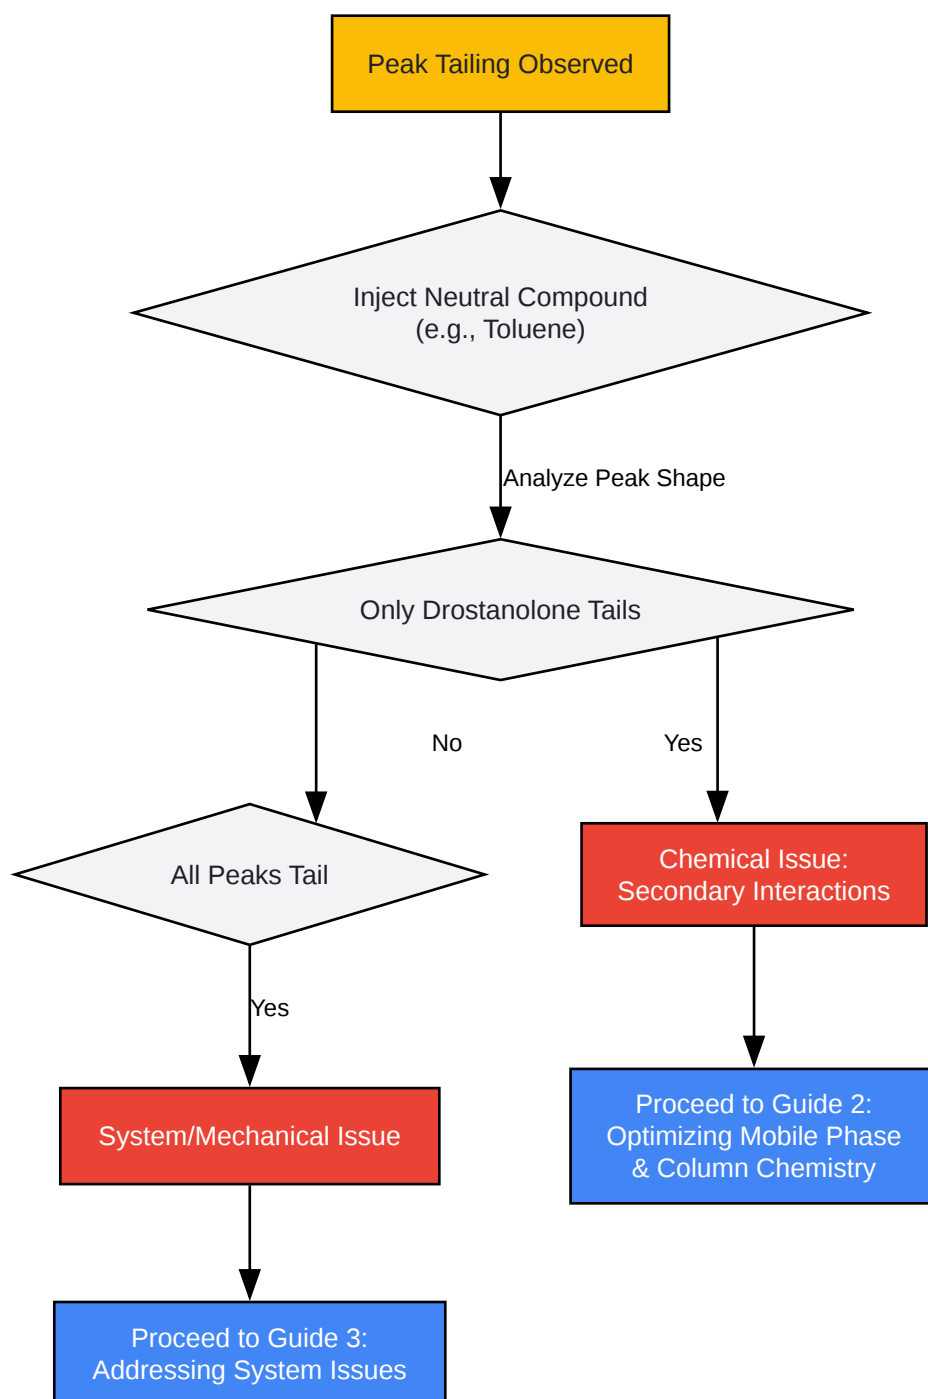 Peak Tailing Observed
Inject Neutral Compound
(e.g., Toluene)
Analyze Peak Shape
Only Drostanolone Tails
No
Yes
All Peaks Tail
Chemical Issue:
Secondary Interactions
Yes
System/Mechanical Issue
Proceed to Guide 2:
Optimizing Mobile Phase
& Column Chemistry
Proceed to Guide 3:
Addressing System Issues